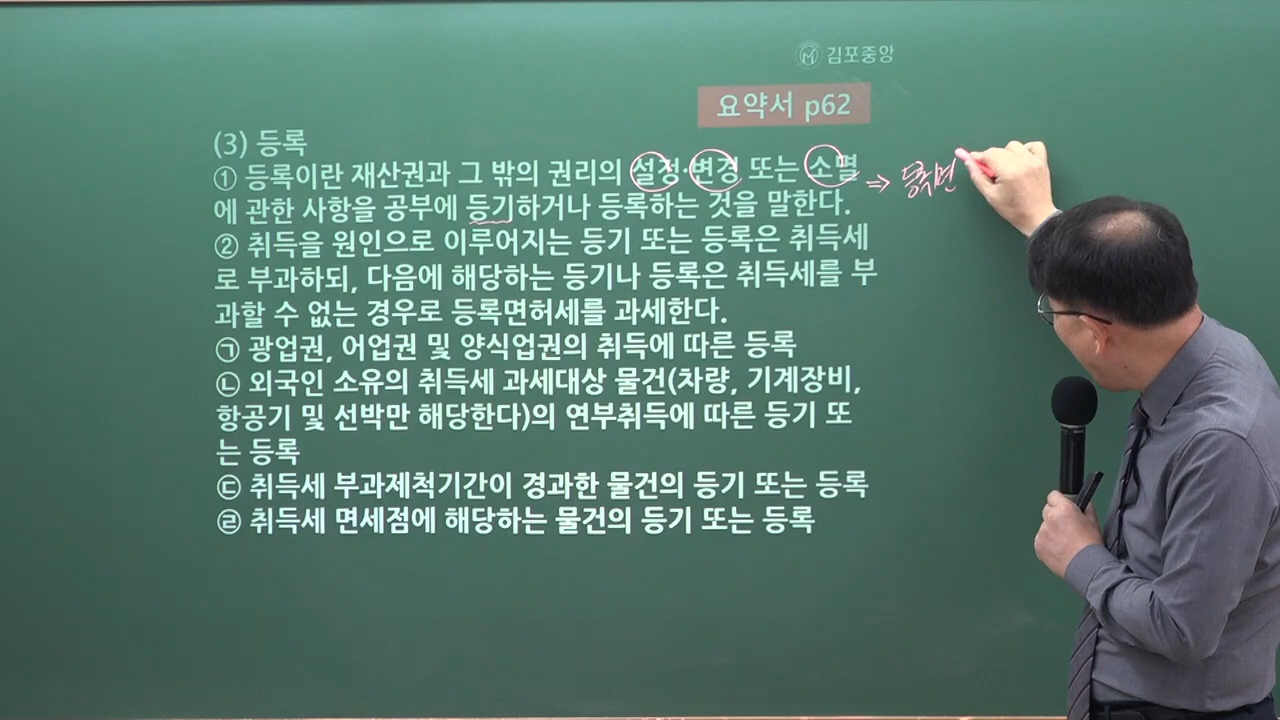 김포중앙
요약서 p62
(3) 등록
① 등록이란 재산권과 그 밖의 권리의 설정·변경 또는 소멸 ⇒ 등록면
에 관한 사항을 공부에 등기하거나 등록하는 것을 말한다.
② 취득을 원인으로 이루어지는 등기 또는 등록은 취득세
로 부과하되, 다음에 해당하는 등기나 등록은 취득세를 부
과할 수 없는 경우로 등록면허세를 과세한다.
㉠ 광업권, 어업권 및 양식업권의 취득에 따른 등록
㉡ 외국인 소유의 취득세 과세대상 물건(차량, 기계장비,
항공기 및 선박만 해당한다)의 연부취득에 따른 등기 또
는 등록
㉢ 취득세 부과제척기간이 경과한 물건의 등기 또는 등록
㉣ 취득세 면세점에 해당하는 물건의 등기 또는 등록